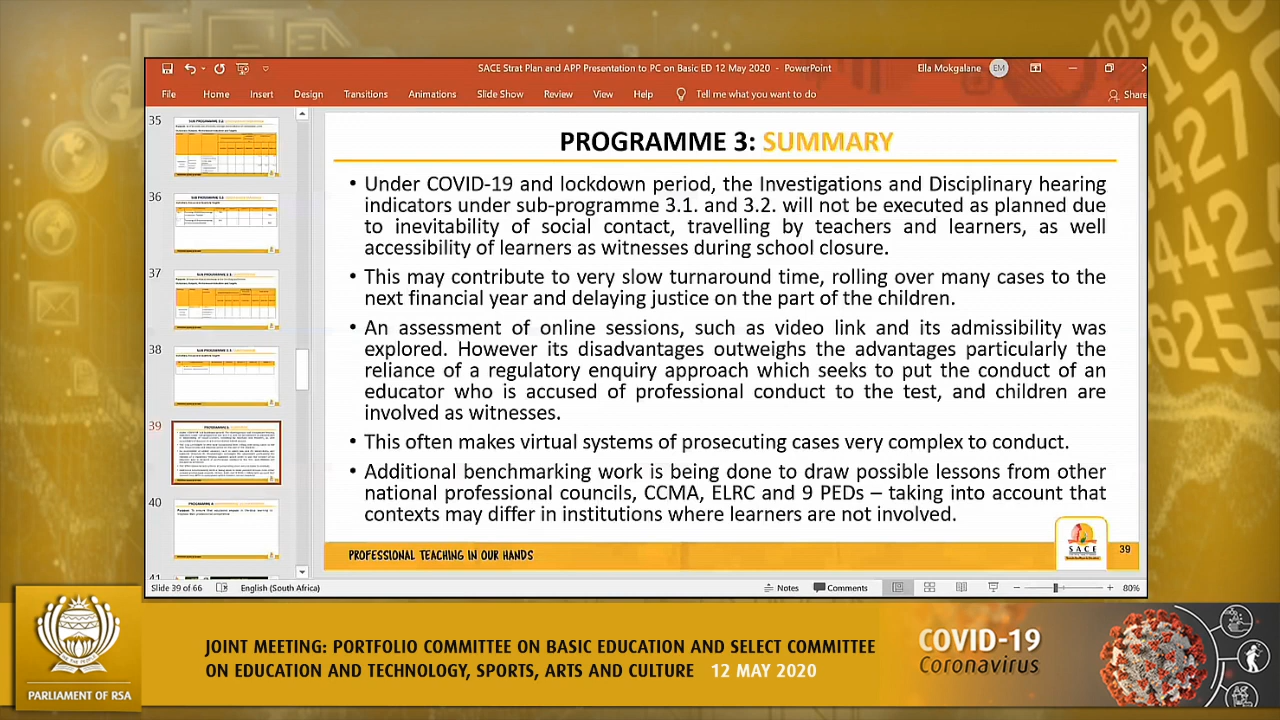 SACE Strat Plan and APP Presentation to PC on Basic ED 12 May 2020 - PowerPoint
Ella Mokgalane
EM
File Home Insert Design Transitions Animations Slide Show Review View Help Tell me what you want to do
Share
35
36
37
38
39
40
PROGRAMME 3: SUMMARY
• Under COVID-19 and lockdown period, the Investigations and Disciplinary hearing
indicators under sub-programme 3.1. and 3.2. will not be executed as planned due
to inevitability of social contact, travelling by teachers and learners, as well
accessibility of learners as witnesses during school closure.
• This may contribute to very slow turnaround time, rolling over many cases to the
next financial year and delaying justice on the part of the children.
• An assessment of online sessions, such as video link and its admissibility was
explored. However its disadvantages outweighs the advantages particularly the
reliance of a regulatory enquiry approach which seeks to put the conduct of an
educator who is accused of professional conduct to the test, and children are
involved as witnesses.
• This often makes virtual systems of prosecuting cases very complex to conduct.
• Additional benchmarking work is being done to draw possible lessons from other
national professional councils, CCMA, ELRC and 9 PEDs – taking into account that
contexts may differ in institutions where learners are not involved.
PROFESSIONAL TEACHING IN OUR HANDS
SACE
39
Slide 39 of 66
English (South Africa)
Notes
Comments
80%
PARLIAMENT OF RSA
JOINT MEETING: PORTFOLIO COMMITTEE ON BASIC EDUCATION AND SELECT COMMITTEE
ON EDUCATION AND TECHNOLOGY, SPORTS, ARTS AND CULTURE 12 MAY 2020
COVID-19
Coronavirus